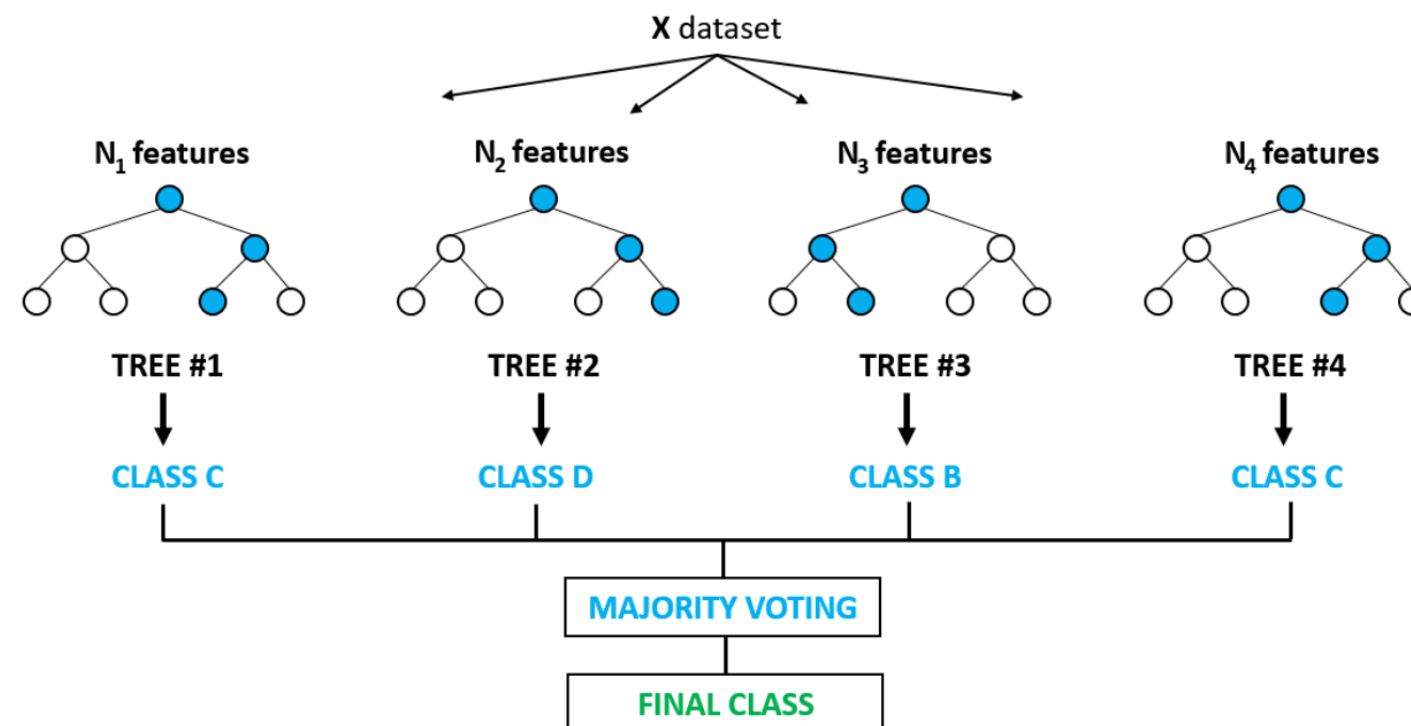 X dataset
N₁ features
N₂ features
N₃ features
N₄ features
TREE #1
TREE #2
TREE #3
TREE #4
CLASS C
CLASS D
CLASS B
CLASS C
MAJORITY VOTING
FINAL CLASS